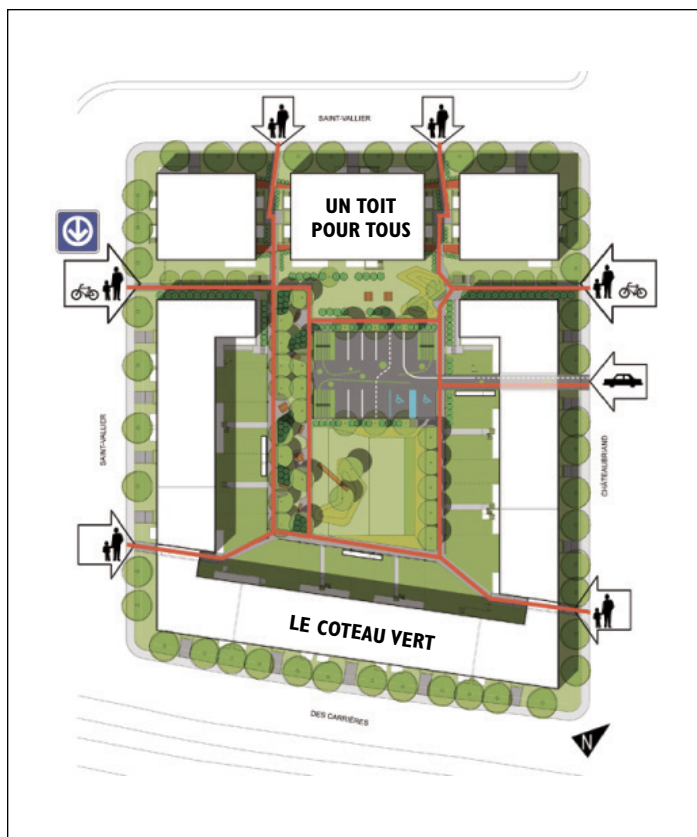 SAINT-VALLIER
UN TOIT
POUR TOUS
SAINT-VALLIER
CHÂTEAUBRIAND
LE COTEAU VERT
DES CARRIÈRES
N